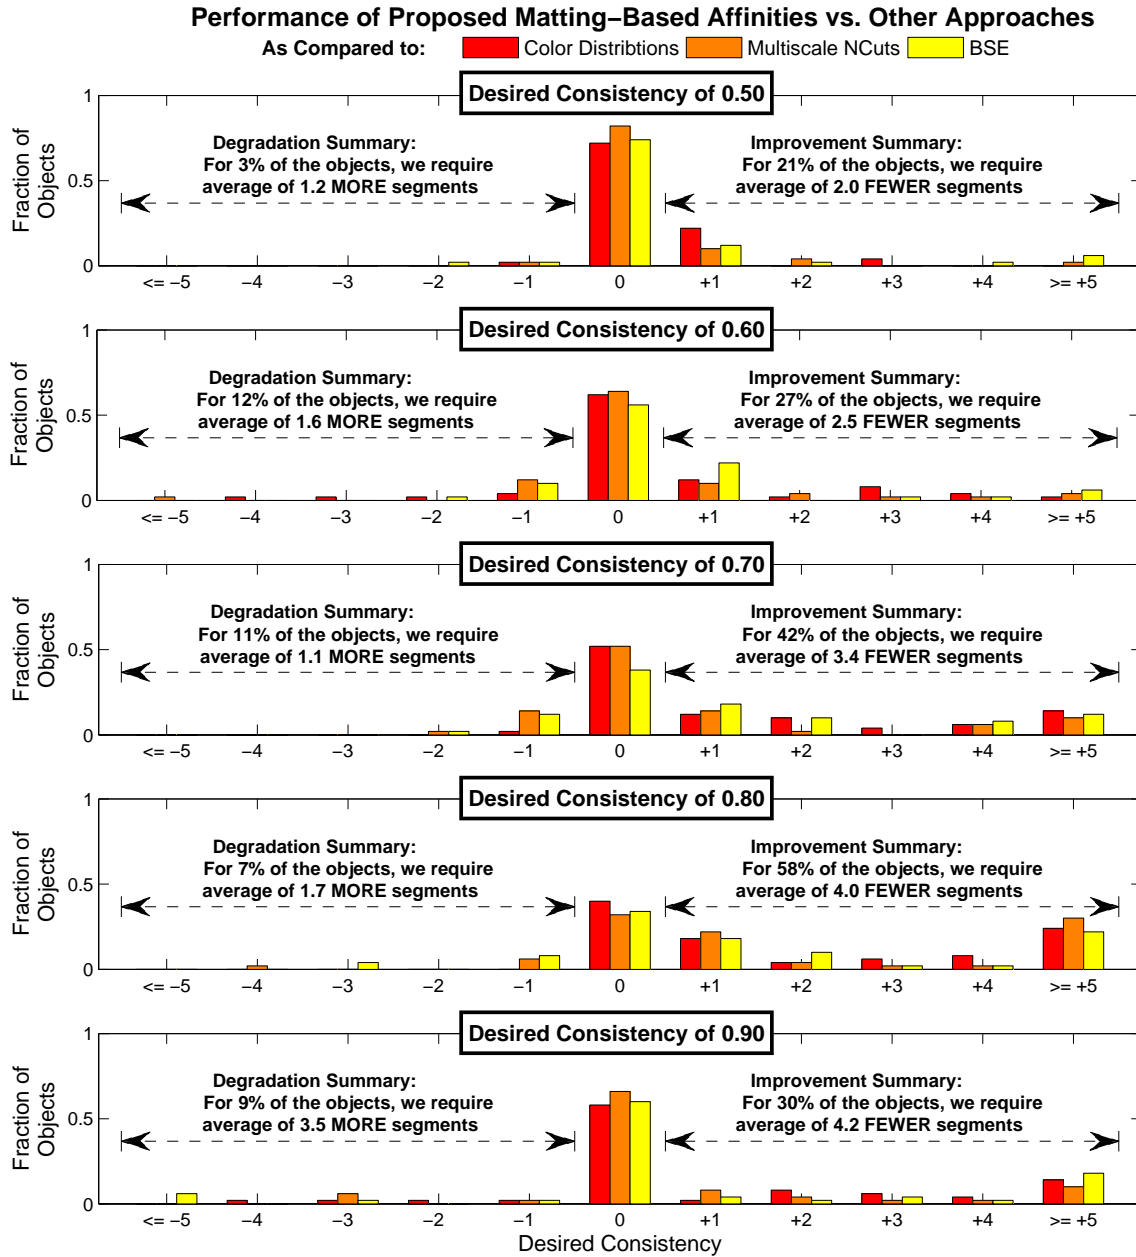 Performance of Proposed Matting−Based Affinities vs. Other Approaches
As Compared to: Color Distribtions Multiscale NCuts BSE
Desired Consistency of 0.50
Degradation Summary:
For 3% of the objects, we require
average of 1.2 MORE segments
Improvement Summary:
For 21% of the objects, we require
average of 2.0 FEWER segments
Fraction of
Objects
1
0.5
0
<= −5 −4 −3 −2 −1 0 +1 +2 +3 +4 >= +5
Desired Consistency of 0.60
Degradation Summary:
For 12% of the objects, we require
average of 1.6 MORE segments
Improvement Summary:
For 27% of the objects, we require
average of 2.5 FEWER segments
Fraction of
Objects
1
0.5
0
<= −5 −4 −3 −2 −1 0 +1 +2 +3 +4 >= +5
Desired Consistency of 0.70
Degradation Summary:
For 11% of the objects, we require
average of 1.1 MORE segments
Improvement Summary:
For 42% of the objects, we require
average of 3.4 FEWER segments
Fraction of
Objects
1
0.5
0
<= −5 −4 −3 −2 −1 0 +1 +2 +3 +4 >= +5
Desired Consistency of 0.80
Degradation Summary:
For 7% of the objects, we require
average of 1.7 MORE segments
Improvement Summary:
For 58% of the objects, we require
average of 4.0 FEWER segments
Fraction of
Objects
1
0.5
0
<= −5 −4 −3 −2 −1 0 +1 +2 +3 +4 >= +5
Desired Consistency of 0.90
Degradation Summary:
For 9% of the objects, we require
average of 3.5 MORE segments
Improvement Summary:
For 30% of the objects, we require
average of 4.2 FEWER segments
Fraction of
Objects
1
0.5
0
<= −5 −4 −3 −2 −1 0 +1 +2 +3 +4 >= +5
Desired Consistency